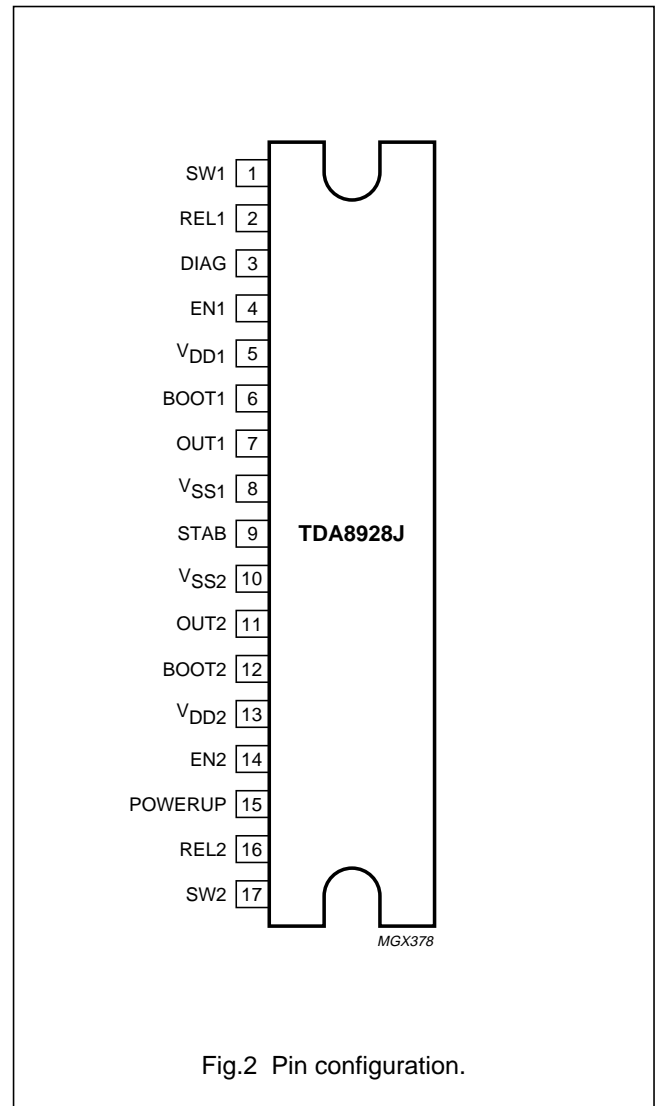 SW1 1
REL1 2
DIAG 3
EN1 4
VDD1 5
BOOT1 6
OUT1 7
VSS1 8
STAB 9 TDA8928J
VSS2 10
OUT2 11
BOOT2 12
VDD2 13
EN2 14
POWERUP 15
REL2 16
SW2 17
MGX378
Fig.2 Pin configuration.